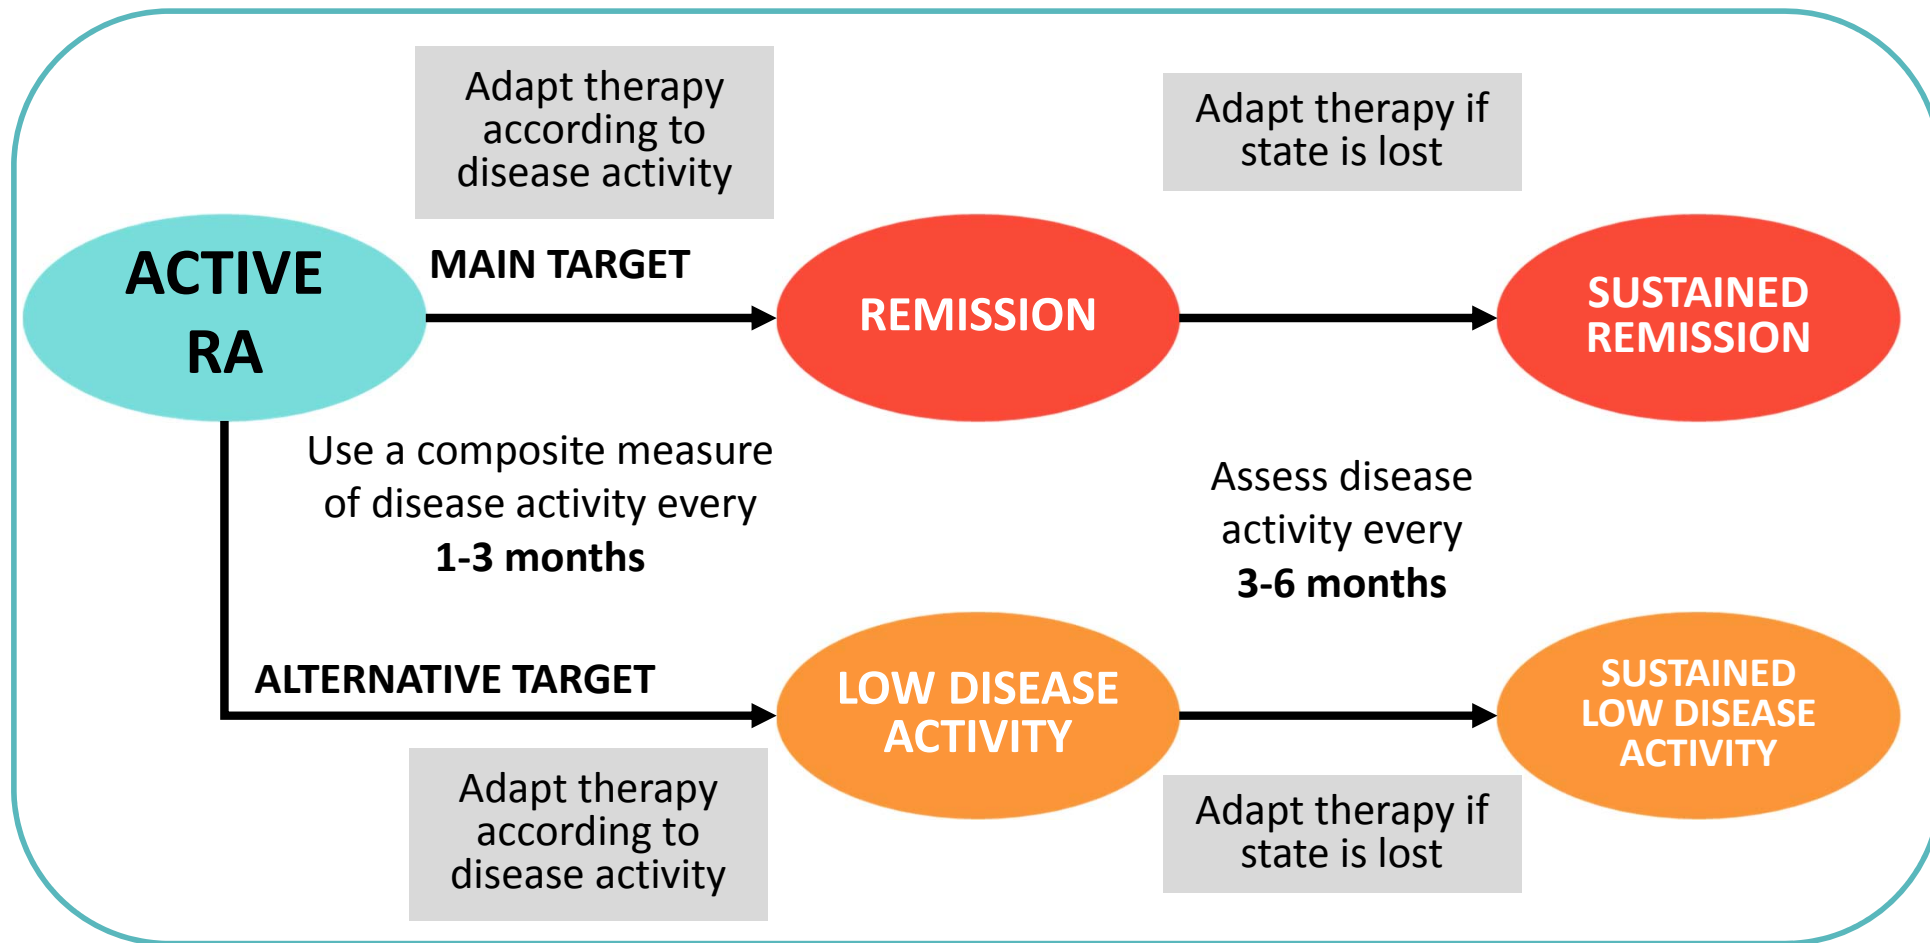 Adapt therapy
according to
disease activity
Adapt therapy if
state is lost
ACTIVE
RA
MAIN TARGET
REMISSION
SUSTAINED
REMISSION
Use a composite measure
of disease activity every
1-3 months
Assess disease
activity every
3-6 months
ALTERNATIVE TARGET
LOW DISEASE
ACTIVITY
SUSTAINED
LOW DISEASE
ACTIVITY
Adapt therapy
according to
disease activity
Adapt therapy if
state is lost